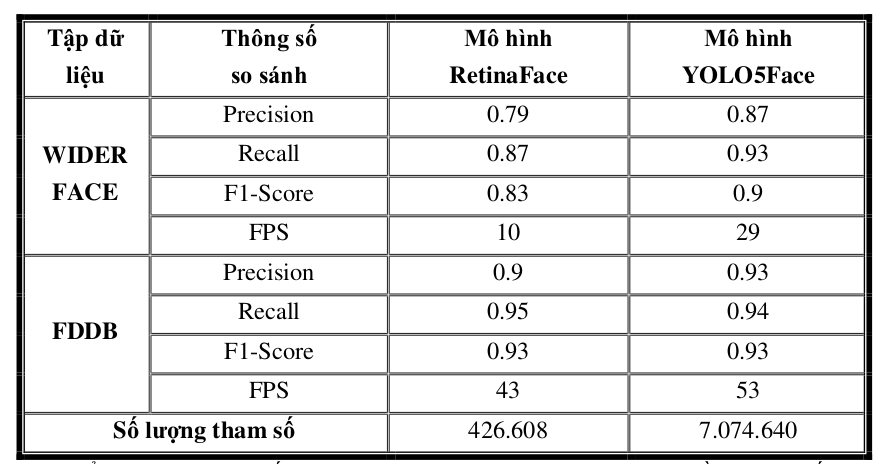 Tập dữ liệu | Thông số so sánh | Mô hình RetinaFace | Mô hình YOLO5Face
WIDER FACE | Precision | 0.79 | 0.87
Recall | 0.87 | 0.93
F1-Score | 0.83 | 0.9
FPS | 10 | 29
FDDB | Precision | 0.9 | 0.93
Recall | 0.95 | 0.94
F1-Score | 0.93 | 0.93
FPS | 43 | 53
Số lượng tham số | 426.608 | 7.074.640